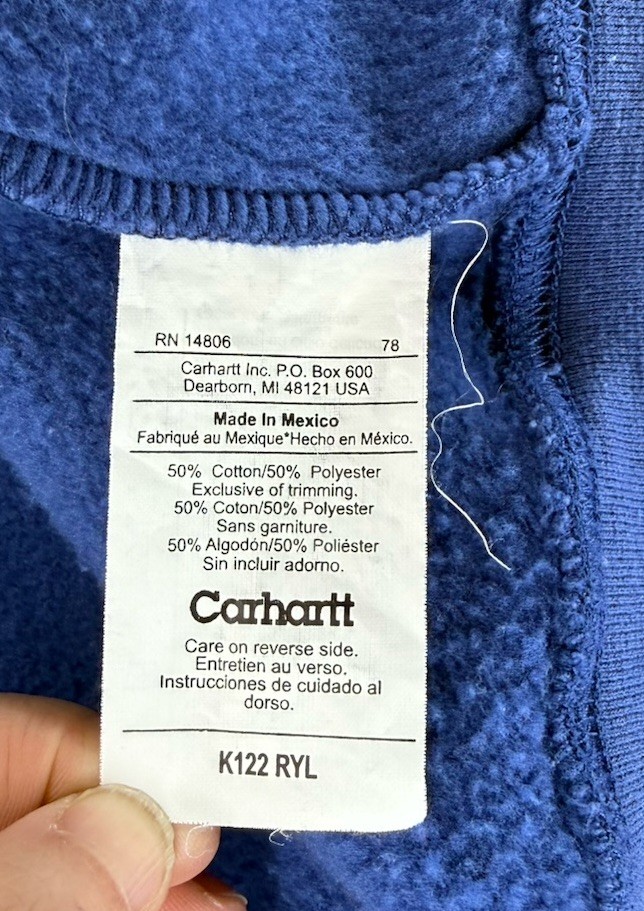 RN 14806 78
Carhartt Inc. P.O. Box 600
Dearborn, MI 48121 USA
Made In Mexico
Fabriqué au Mexique*Hecho en México.
50% Cotton/50% Polyester
Exclusive of trimming.
50% Coton/50% Polyester
Sans garniture.
50% Algodón/50% Poliéster
Sin incluir adorno.
Carhartt
Care on reverse side.
Entretien au verso.
Instrucciones de cuidado al
dorso.
K122 RYL